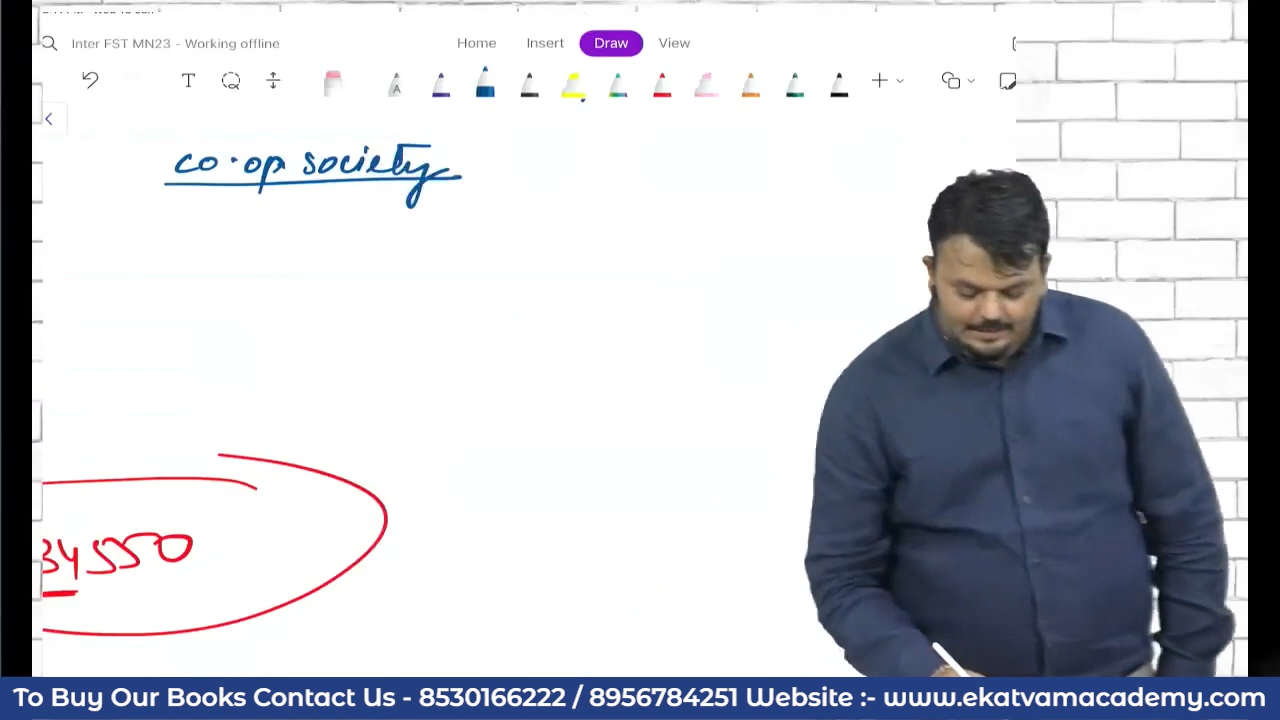 Inter FST MN23 - Working offline
Home Insert Draw View
T A
co.op society
34550
To Buy Our Books Contact Us - 8530166222 / 8956784251 Website :- www.ekatvamacademy.com